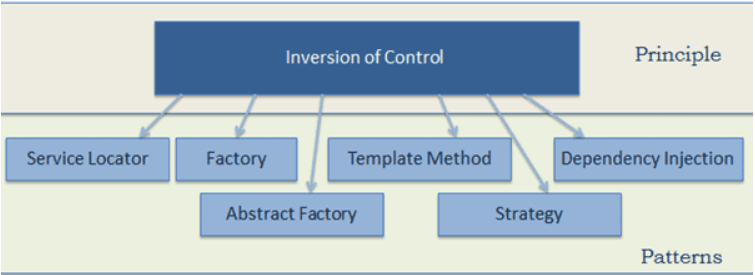 Inversion of Control
Principle
Service Locator
Factory
Template Method
Dependency Injection
Abstract Factory
Strategy
Patterns